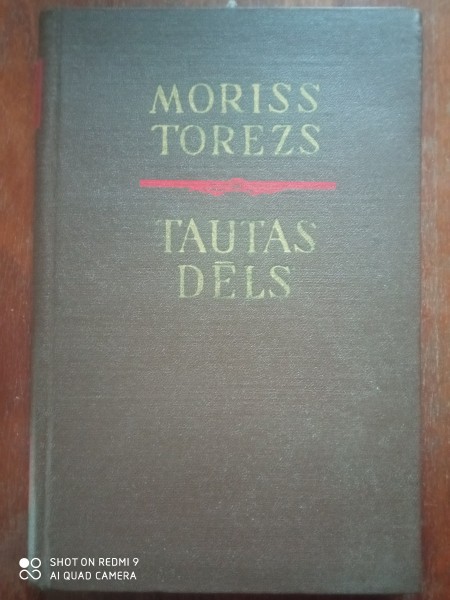 MORISS
TOREZS
TAUTAS
DĒLS
SHOT ON REDMI 9
AI QUAD CAMERA